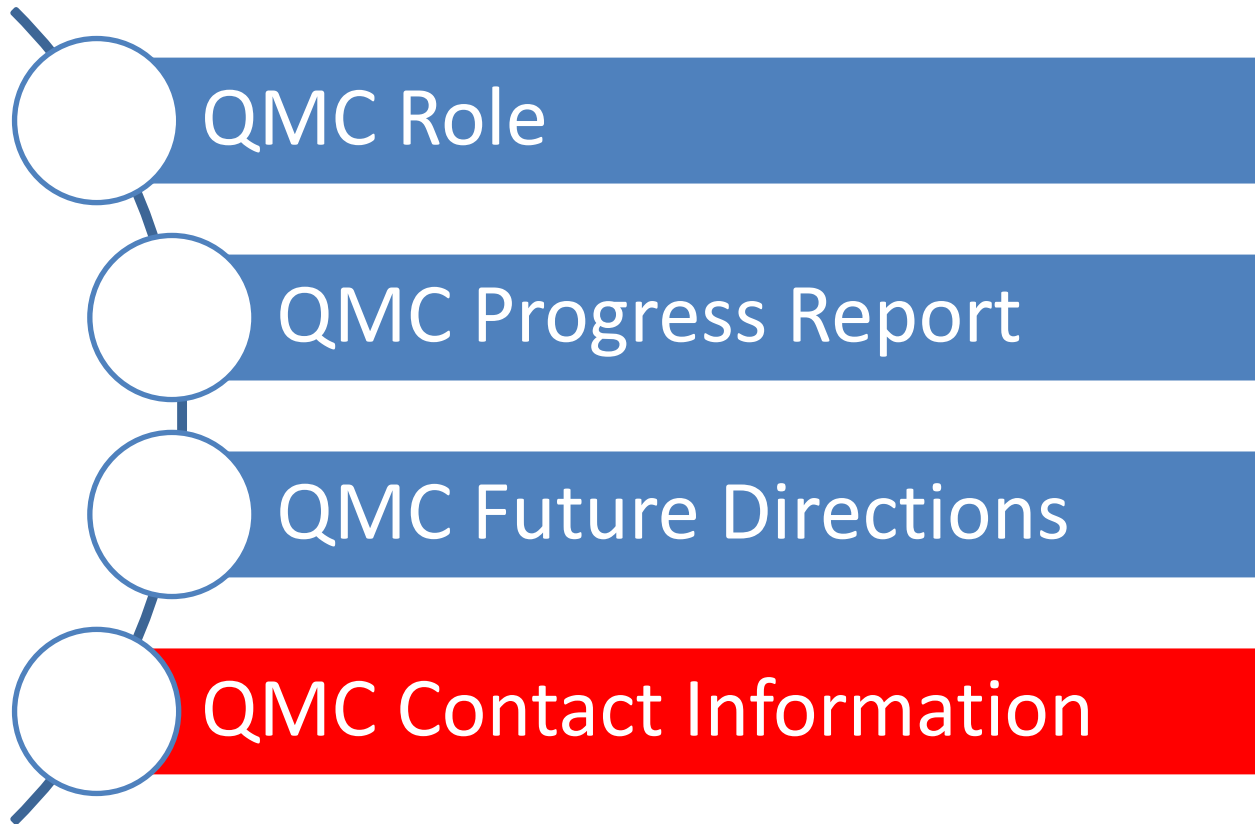 QMC Role
QMC Progress Report
QMC Future Directions
QMC Contact Information